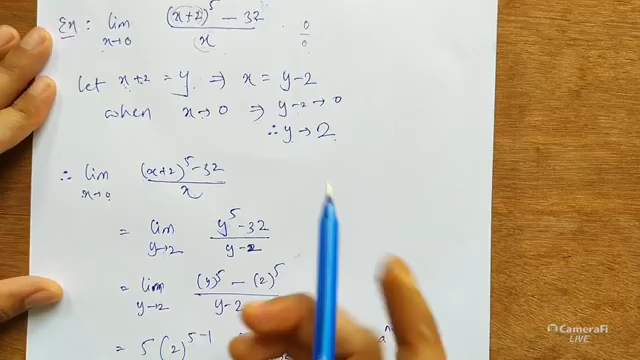 Ex: lim x→0 (x+2)^5 - 32 / x 0/0
let x+2 = y ⇒ x = y-2
when x→0 ⇒ y-2→0
∴ y→2
∴ lim x→0 (x+2)^5 - 32 / x
= lim y→2 y^5 - 32 / y-2
= lim y→2 (y)^5 - (2)^5 / y-2
= 5(2)^5-1
CameraFi
LIVE